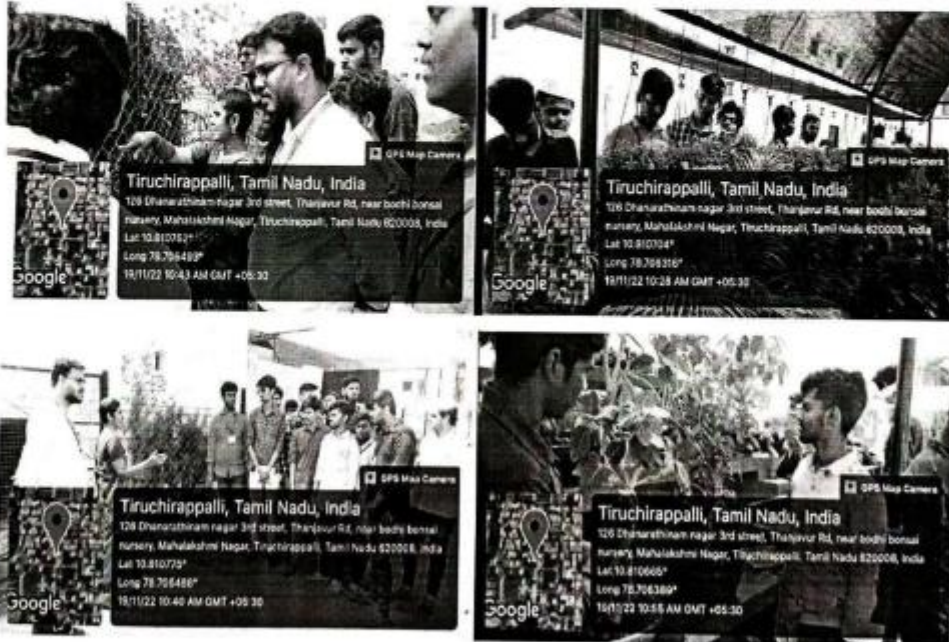 GPS Map Camera
Tiruchirappalli, Tamil Nadu, India
126 Dhanarathinam nagar 3rd street, Thanjavur Rd, near bodhi bonsai
nursery, Mahalakshmi Nagar, Tiruchirappalli, Tamil Nadu 620008, India
Lat 10.810752°
Long 78.706493°
19/11/22 10:43 AM GMT +05:30
Google
GPS Map Camera
Tiruchirappalli, Tamil Nadu, India
126 Dhanarathinam nagar 3rd street, Thanjavur Rd, near bodhi bonsai
nursery, Mahalakshmi Nagar, Tiruchirappalli, Tamil Nadu 620008, India
Lat 10.810704°
Long 78.706316°
19/11/22 10:28 AM GMT +05:30
Google
GPS Map Camera
Tiruchirappalli, Tamil Nadu, India
126 Dhanarathinam nagar 3rd street, Thanjavur Rd, near bodhi bonsai
nursery, Mahalakshmi Nagar, Tiruchirappalli, Tamil Nadu 620008, India
Lat 10.810775°
Long 78.706486°
19/11/22 10:40 AM GMT +05:30
Google
GPS Map Camera
Tiruchirappalli, Tamil Nadu, India
126 Dhanarathinam nagar 3rd street, Thanjavur Rd, near bodhi bonsai
nursery, Mahalakshmi Nagar, Tiruchirappalli, Tamil Nadu 620008, India
Lat 10.810665°
Long 78.706389°
19/11/22 10:55 AM GMT +05:30
Google